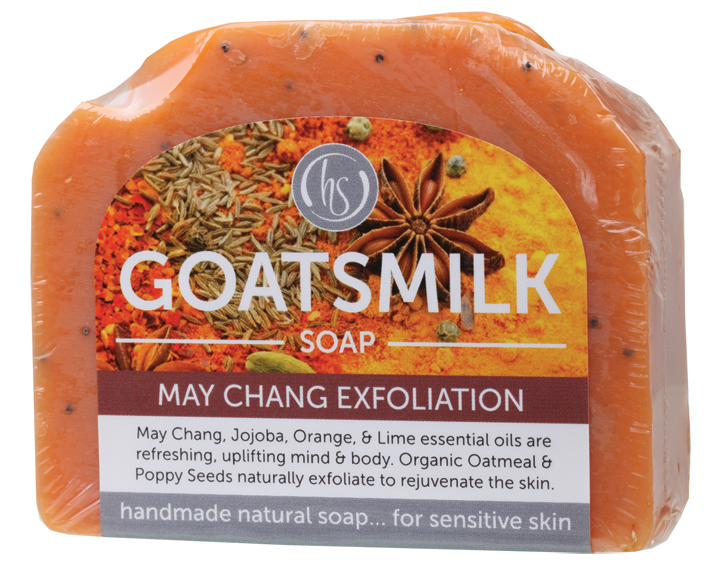 hs
GOATSMILK
SOAP
MAY CHANG EXFOLIATION
May Chang, Jojoba, Orange, & Lime essential oils are
refreshing, uplifting mind & body. Organic Oatmeal &
Poppy Seeds naturally exfoliate to rejuvenate the skin.
handmade natural soap... for sensitive skin